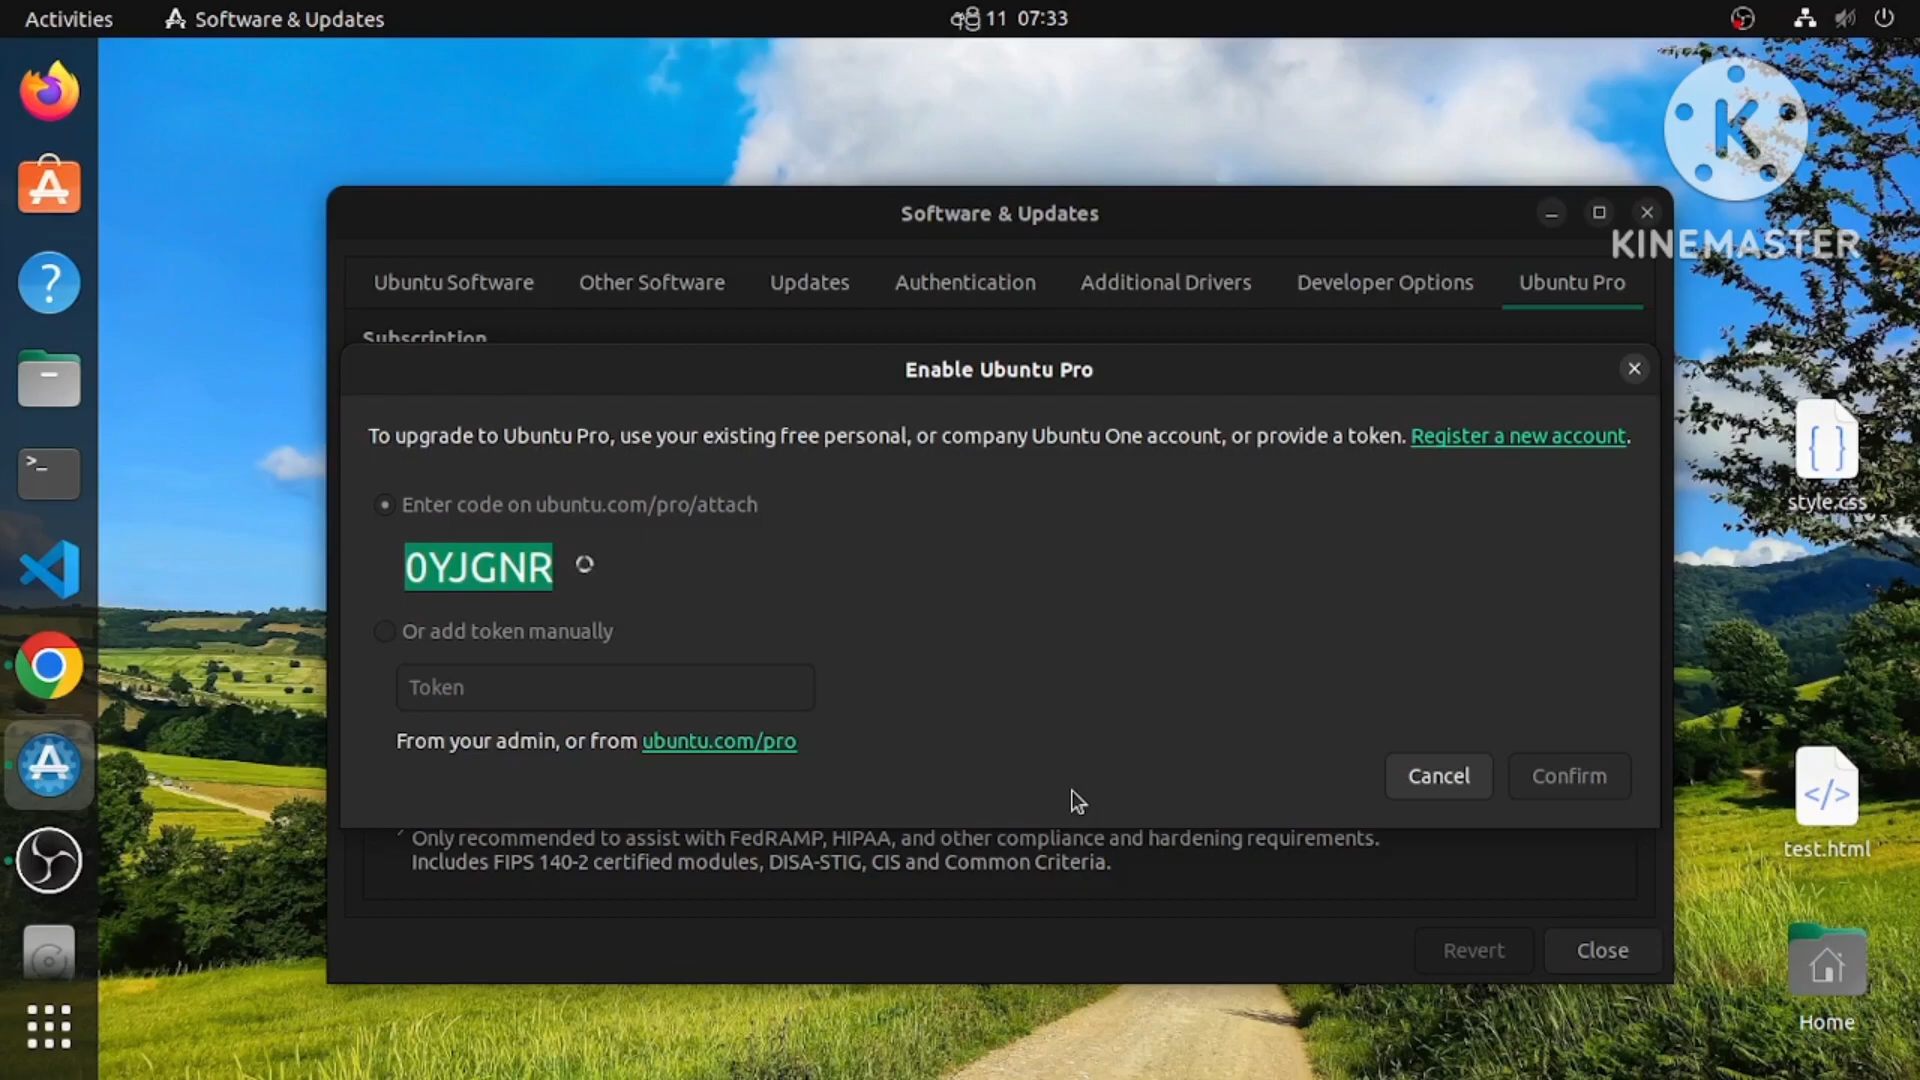 Activities
Software & Updates
11 07:33
KINEMASTER
Software & Updates
Ubuntu Software
Other Software
Updates
Authentication
Additional Drivers
Developer Options
Ubuntu Pro
Subscription
Enable Ubuntu Pro
To upgrade to Ubuntu Pro, use your existing free personal, or company Ubuntu One account, or provide a token. Register a new account.
Enter code on ubuntu.com/pro/attach
0YJGNR
Or add token manually
Token
From your admin, or from ubuntu.com/pro
Cancel
Confirm
Only recommended to assist with FedRAMP, HIPAA, and other compliance and hardening requirements.
Includes FIPS 140-2 certified modules, DISA-STIG, CIS and Common Criteria.
Revert
Close
style.css
test.html
Home